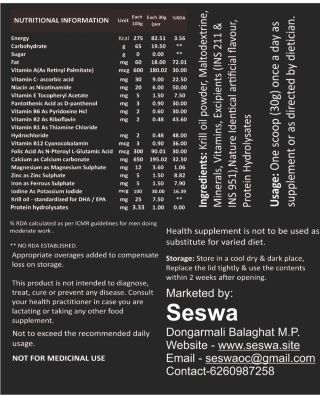 NUTRITIONAL INFORMATION Unit Each 100g Each 30g (per %RDA
Energy Kcal 275 82.51 3.56
Carbohydrate g 65 19.50 **
Sugar g 0 0.00 **
Fat mg 60 18.00 72.01
Vitamin A(As Retinyl Palmitate) mcg 600 180.02 30.00
Vitamin C- ascorbic acid mg 30 9.00 22.50
Niacin as Nicotinamide mg 20 6.00 50.00
Vitamin E Tocopheryl Acetate mg 5 1.50 7.50
Pantothenic Acid as D-panthenol mg 3 0.90 30.00
Vitamin B6 As Pyridoxine Hcl mg 2 0.60 30.00
Vitamin B2 As Riboflavin mg 2 0.48 43.60
Vitamin B1 As Thiamine Chloride
Hydrochloride mg 2 0.48 48.00
Vitamin B12 Cyanocobalamin mcg 3 0.90 36.00
Folic Acid As N-Pteroyl L-Glutamic Acid mcg 300 90.01 30.00
Calcium as Calcium carbonate mg 650 195.02 32.50
Magnesium as Magnesium Sulphate mg 12 3.60 1.06
Zinc as Zinc Sulphate mg 5 1.50 8.82
Iron as Ferrous Sulphate mg 5 1.50 7.90
Iodine As Potassium Iodide mcg 100 30.00 16.39
Krill oil - standardized for DHA / EPA mg 25 7.50 **
Protein hydrolysates mg 3.33 1.00 0.00
% RDA calculated as per ICMR guidelines for men doing
moderate work .
** NO RDA ESTABLISHED.
Appropriate overages added to compensate
loss on storage.
This product is not intended to diagnose,
treat, cure or prevent any disease. Consult
your health practitioner in case you are
lactating or taking any other food
supplement.
Not to exceed the recommended daily
usage.
NOT FOR MEDICINAL USE
Ingredients: Krill oil powder, Maltodextrine,
Minerals, Vitamins, Excipients (INS 211 &
INS 951)Nature Identical artificial flavour,
Protein Hydrolysates
Usage: One scoop (30g) once a day as
supplement or as directed by dietician.
Health supplement is not to be used as
substitute for varied diet.
Storage: Store in a cool dry & dark place,
Replace the lid tightly & use the contents
within 2 weeks after opening.
Marketed by:
Seswa
Dongarmali Balaghat M.P.
Website - www.seswa.site
Email - seswaoc@gmail.com
Contact-6260987258